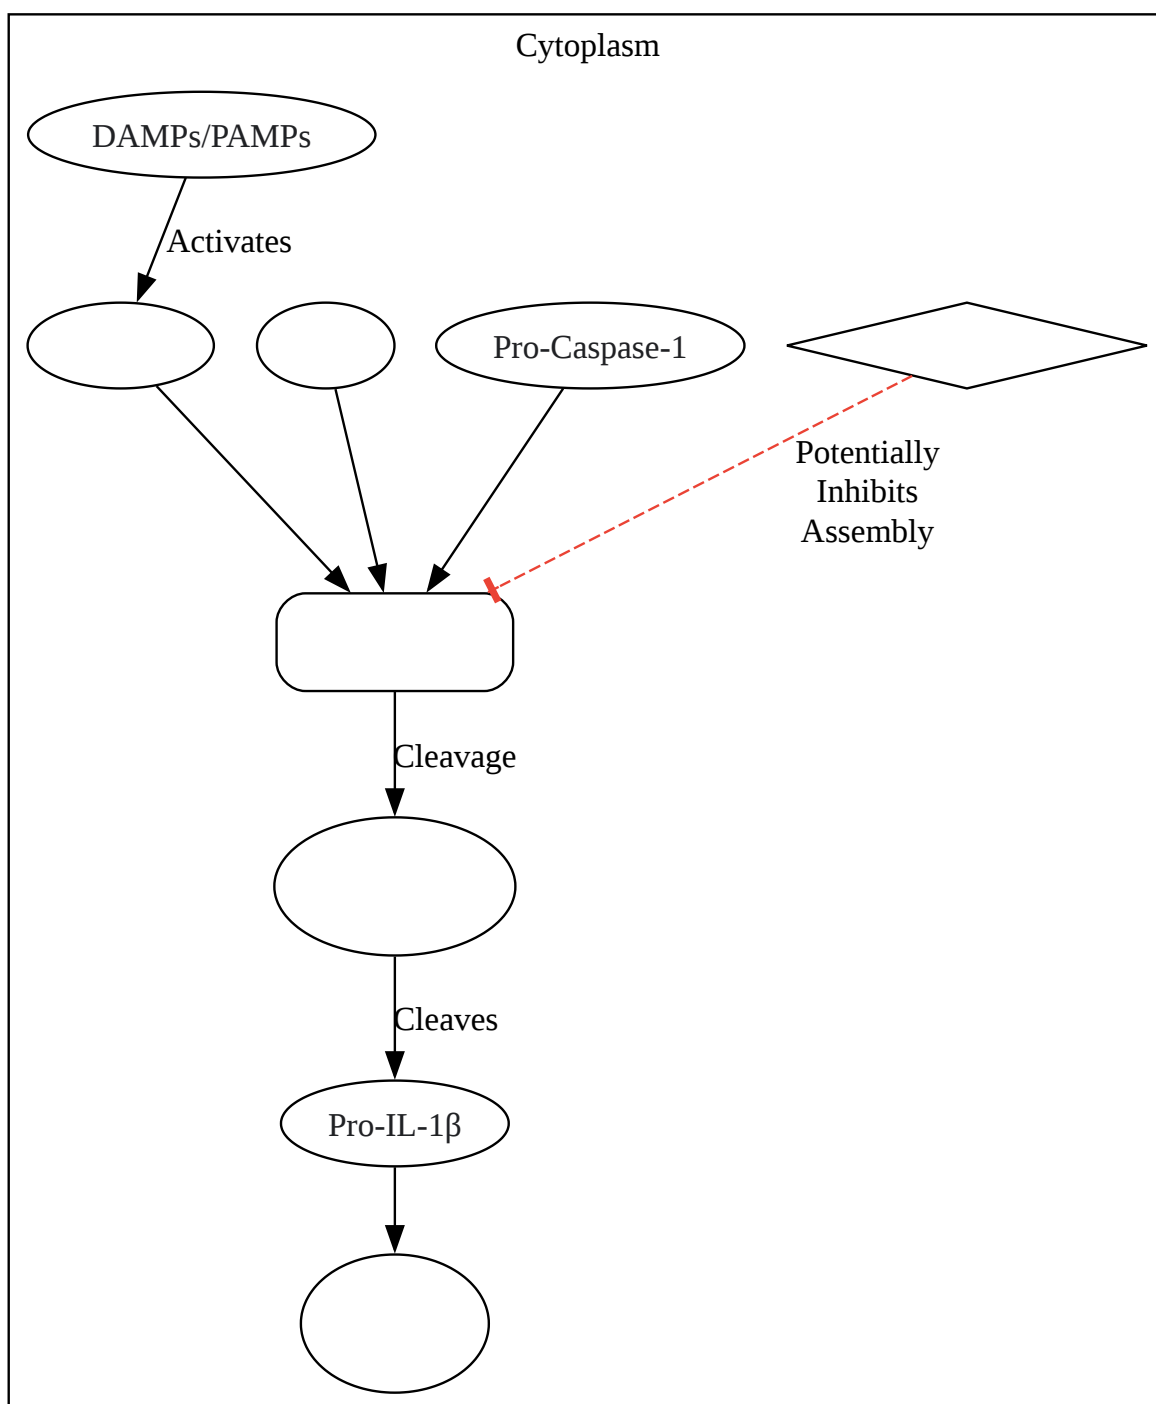 Cytoplasm
DAMPs/PAMPs
Activates
Pro-Caspase-1
Potentially
Inhibits
Assembly
Cleavage
Cleaves
Pro-IL-1β